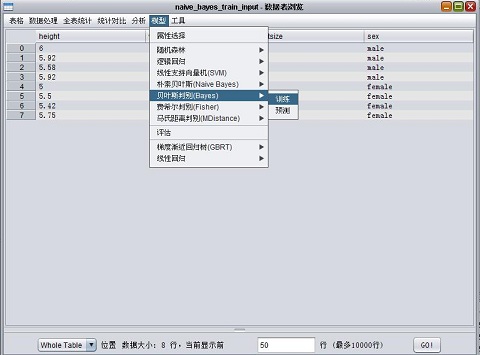 naive_bayes_train_input - 数据表浏览
表格 数据处理 全表统计 统计对比 分析 模型 工具
height tsize sex
0 6 male
1 5.92 male
2 5.58 male
3 5.92 male
4 5 female
5 5.5 female
6 5.42 female
7 5.75 female
属性选择
随机森林
逻辑回归
线性支持向量机(SVM)
朴素贝叶斯(Naive Bayes)
贝叶斯判别(Bayes)
费希尔判别(Fisher)
马氏距离判别(MDistance)
评估
梯度渐近回归树(GBRT)
线性回归
训练
预测
Whole Table 位置 数据大小: 8 行, 当前显示前 50 行 (最多10000行) GO!